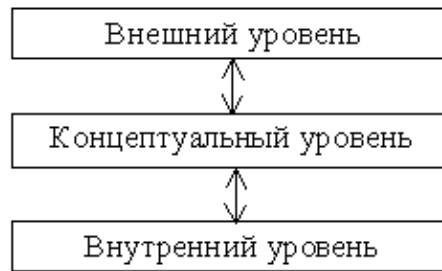 Внешний уровень
Концептуальный уровень
Внутренний уровень